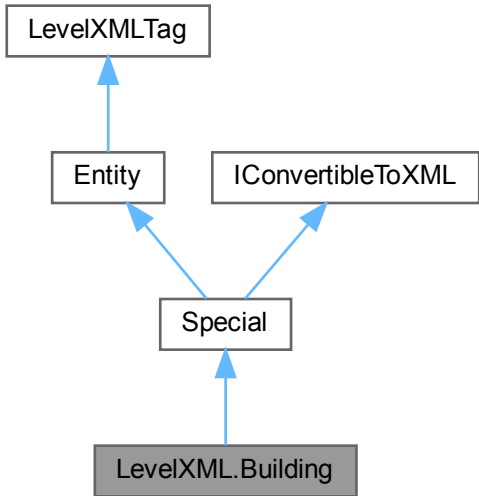 LevelXMLTag
Entity
IConvertibleToXML
Special
LevelXML.Building